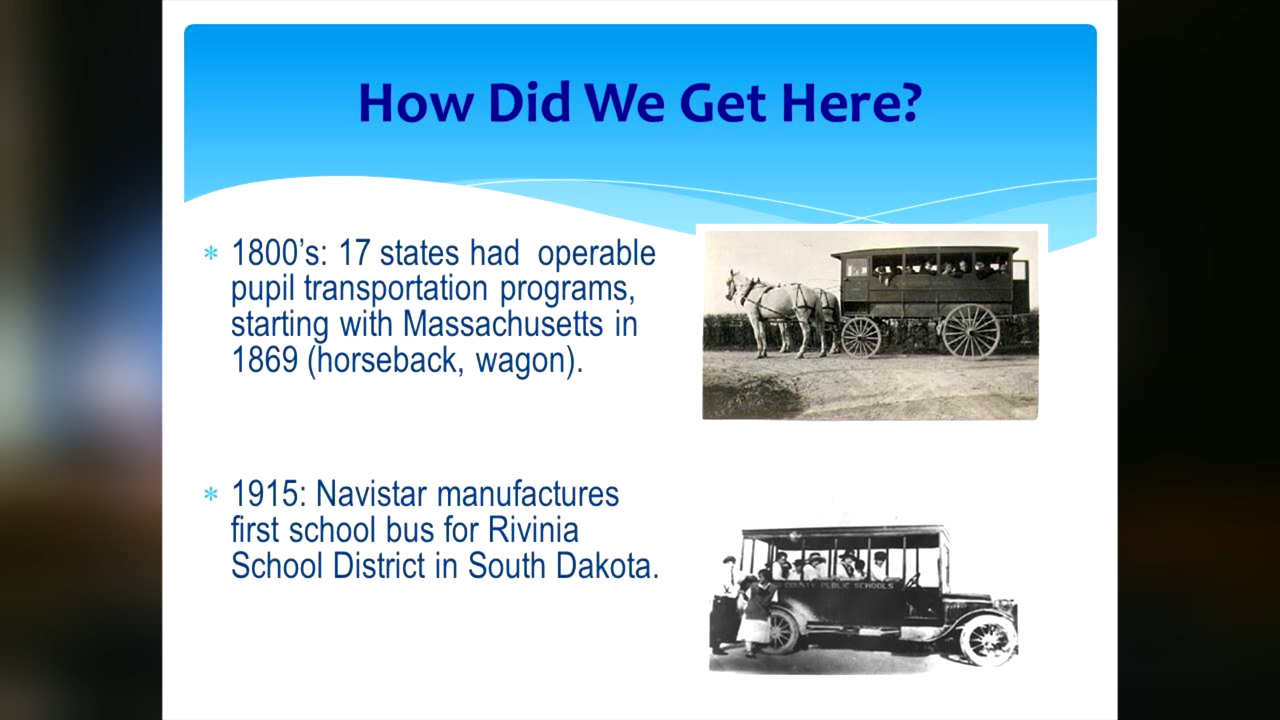 How Did We Get Here?
* 1800’s: 17 states had  operable
pupil transportation programs,
starting with Massachusetts in
1869 (horseback, wagon).
* 1915: Navistar manufactures
first school bus for Rivinia
School District in South Dakota.
COUNTY PUBLIC SCHOOLS